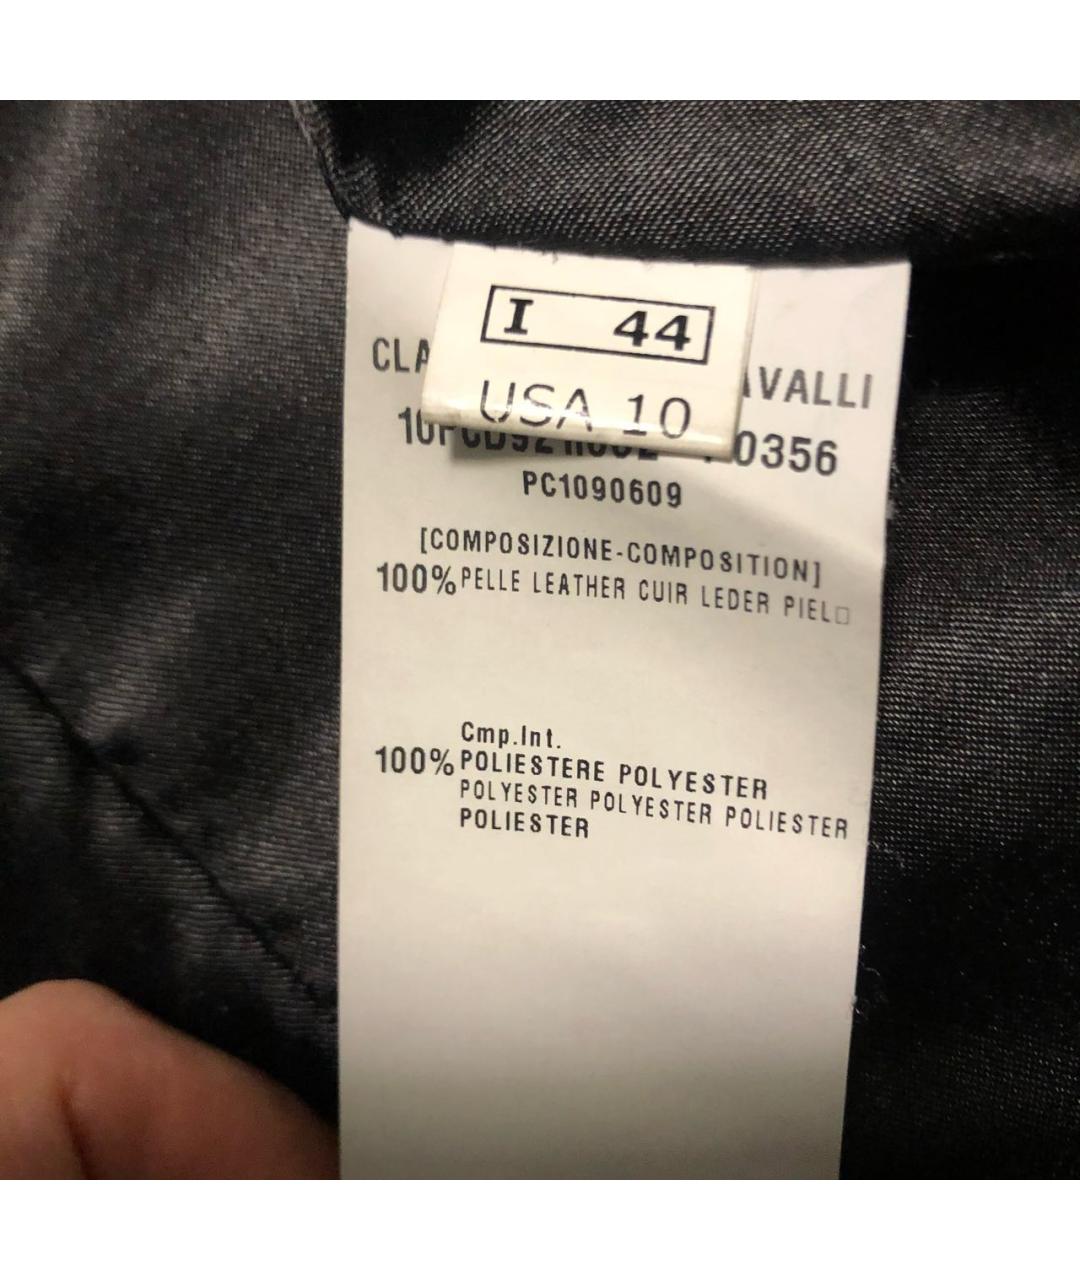 I 44
USA 10
CLA AVALLI
0356
PC1090609
[COMPOSIZIONE-COMPOSITION]
100% PELLE LEATHER CUIR LEDER PIEL□
Cmp.Int.
100% POLIESTERE POLYESTER
POLYESTER POLYESTER POLIESTER
POLIESTER